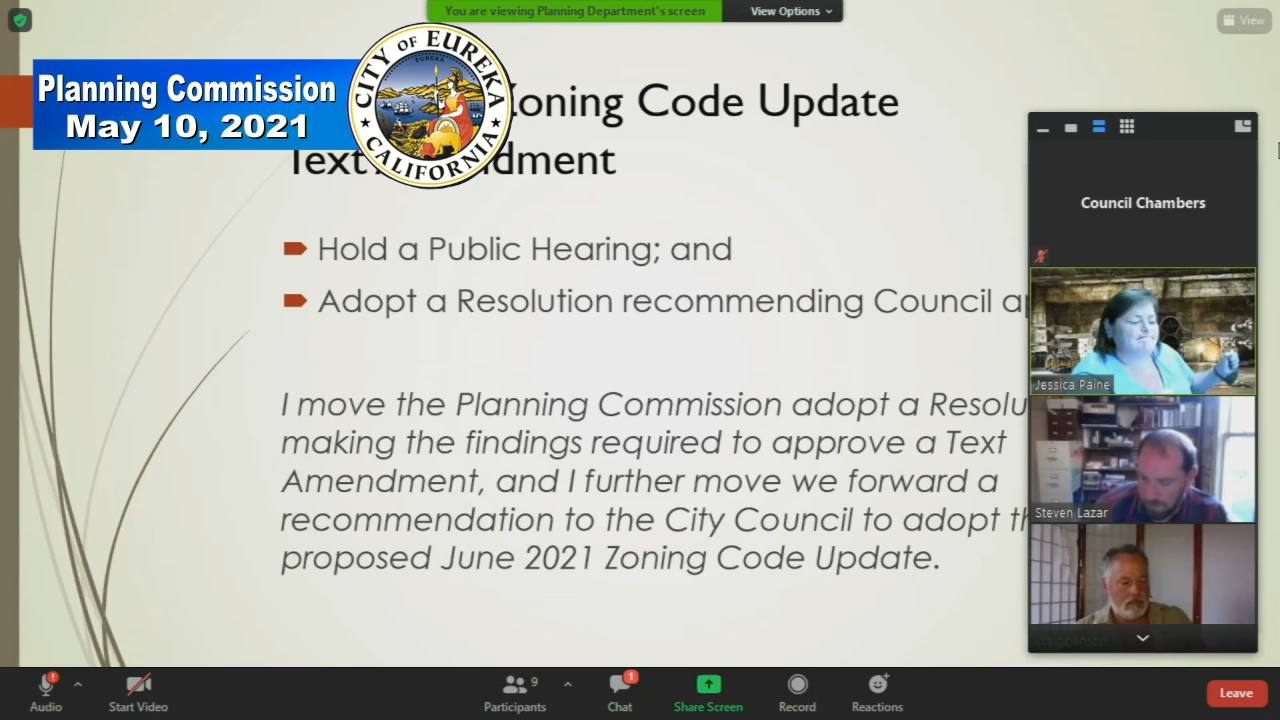 You are viewing Planning Department's screen
View Options
View
Planning Commission
May 10, 2021
CITY OF EUREKA
EUREKA
CALIFORNIA
Zoning Code Update
Text
dment
Hold a Public Hearing; and
Adopt a Resolution recommending Council
I move the Planning Commission adopt a
making the findings required to approve a Text
Amendment, and I further move we forward a
recommendation to the City Council to adopt
proposed June 2021 Zoning Code Update.
Council Chambers
Jessica Paine
Steven Lazar
Audio
Start Video
9
Participants
1
Chat
Share Screen
Record
Reactions
Leave